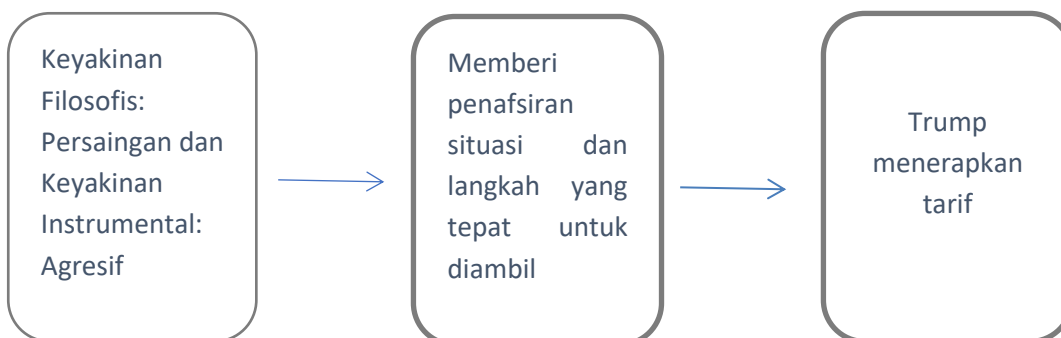 Keyakinan
Filosofis:
Persaingan dan
Keyakinan
Instrumental:
Agresif
Memberi
penafsiran
situasi dan
langkah yang
tepat untuk
diambil
Trump
menerapkan
tarif